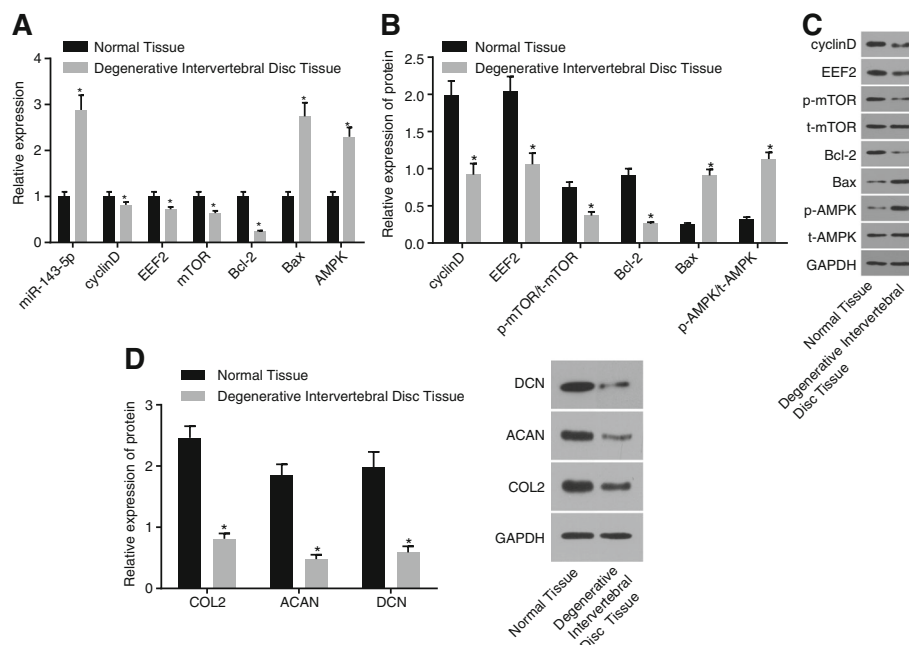 A
Normal Tissue
Degenerative Intervertebral Disc Tissue
Relative expression
4
3
2
1
0
*
*
*
*
*
*
*
miR-143-5p
cyclinD
EEF2
mTOR
Bcl-2
Bax
AMPK
B
Normal Tissue
Degenerative Intervertebral Disc Tissue
Relative expression of protein
2.5
2.0
1.5
1.0
0.5
0.0
*
*
*
*
*
*
cyclinD
EEF2
p-mTOR/t-mTOR
Bcl-2
Bax
p-AMPK/t-AMPK
C
cyclinD
EEF2
p-mTOR
t-mTOR
Bcl-2
Bax
p-AMPK
t-AMPK
GAPDH
Normal Tissue
Degenerative Intervertebral
Disc Tissue
D
Normal Tissue
Degenerative Intervertebral Disc Tissue
Relative expression of protein
3
2
1
0
*
*
*
COL2
ACAN
DCN
DCN
ACAN
COL2
GAPDH
Normal Tissue
Degenerative
Intervertebral
Disc Tissue